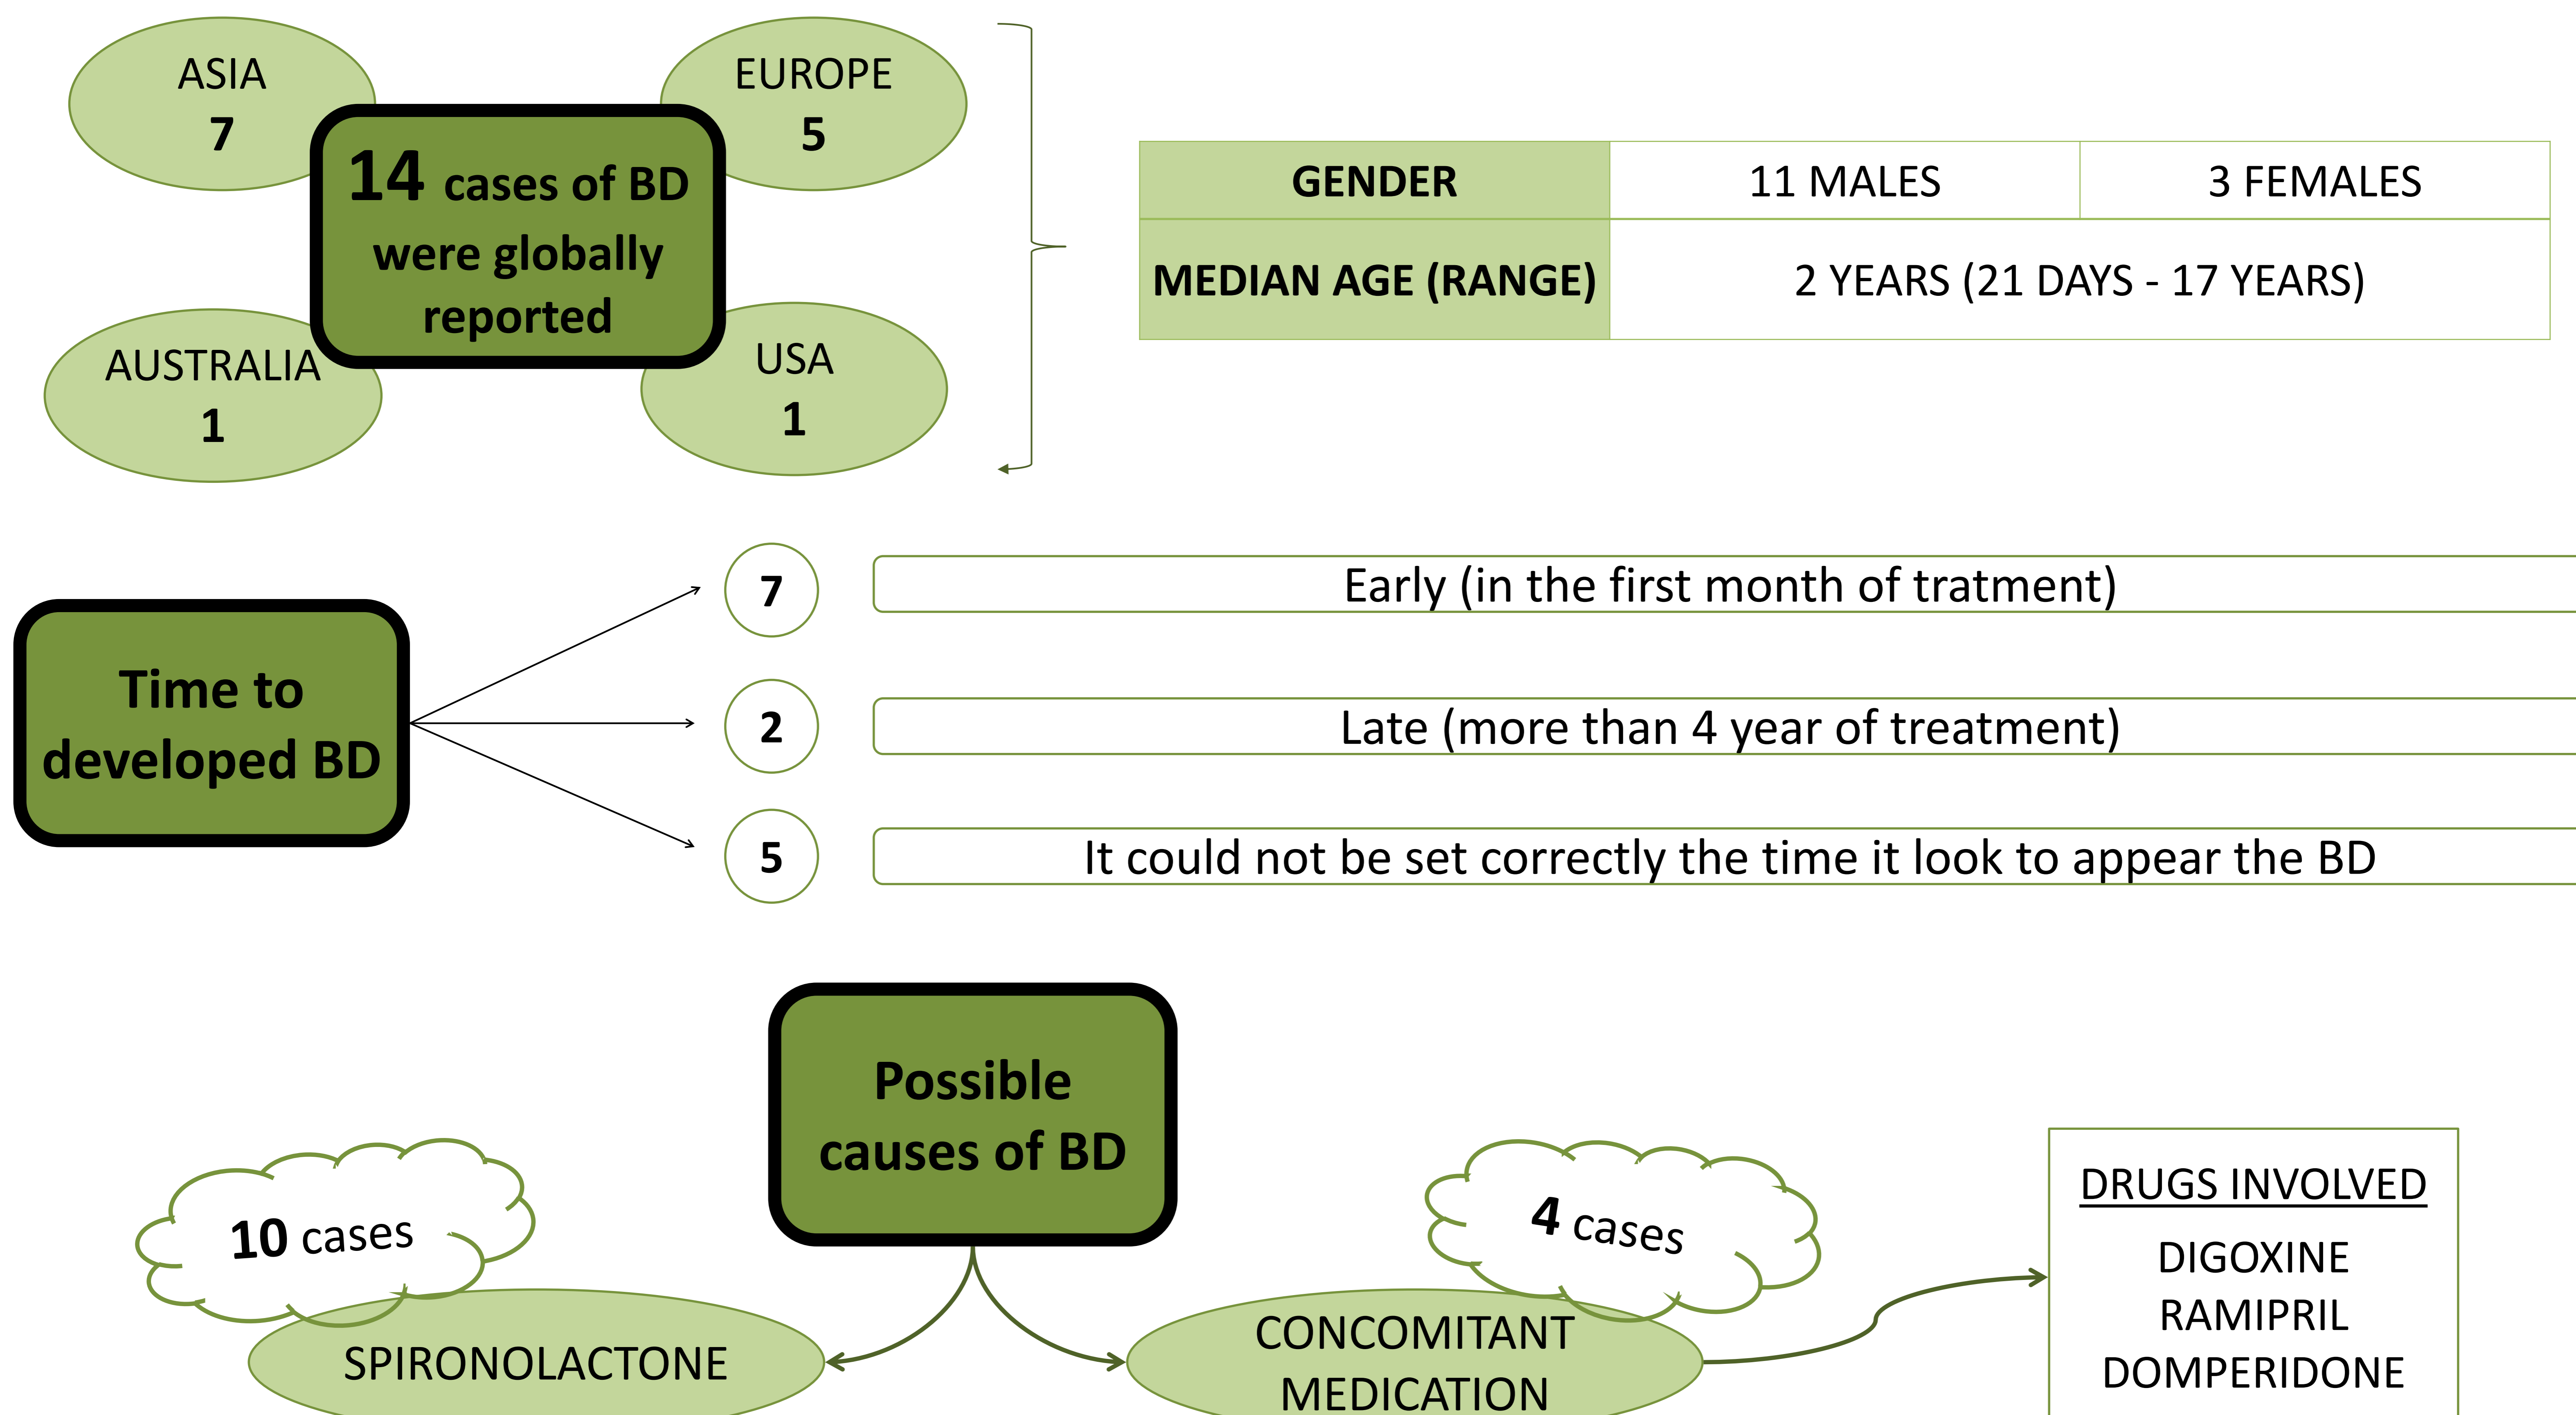 ASIA
7
EUROPE
5
14 cases of BD
were globally
reported
AUSTRALIA
1
USA
1
GENDER 11 MALES 3 FEMALES
MEDIAN AGE (RANGE) 2 YEARS (21 DAYS - 17 YEARS)
Time to
developed BD
7 Early (in the first month of tratment)
2 Late (more than 4 year of treatment)
5 It could not be set correctly the time it look to appear the BD
Possible
causes of BD
10 cases
SPIRONOLACTONE
4 cases
CONCOMITANT
MEDICATION
DRUGS INVOLVED
DIGOXINE
RAMIPRIL
DOMPERIDONE